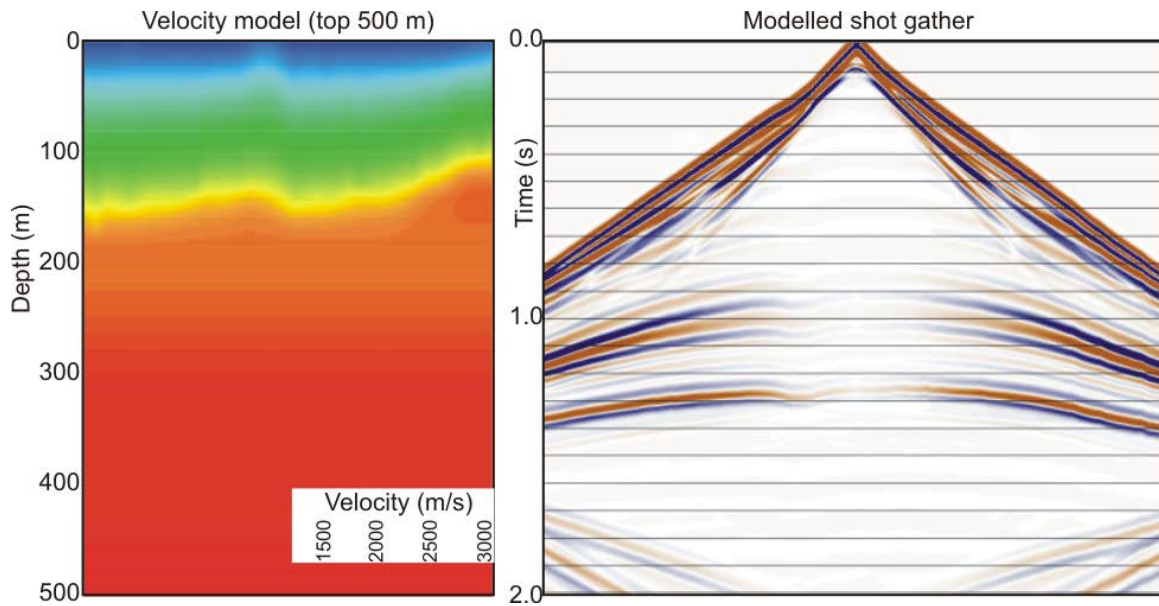 Velocity model (top 500 m)
0
100
200
300
400
500
Depth (m)
Velocity (m/s)
1500
2000
2500
3000
Modelled shot gather
0.0
1.0
2.0
Time (s)